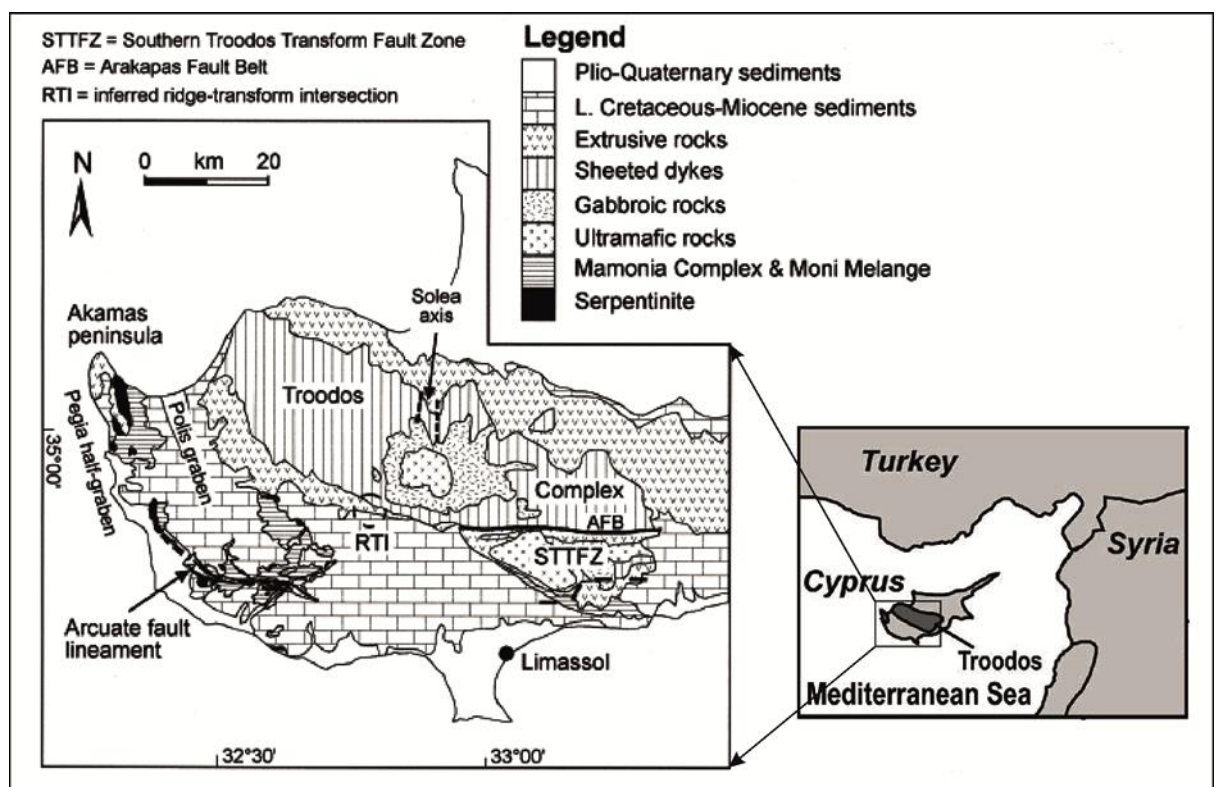 STTFZ = Southern Troodos Transform Fault Zone
AFB = Arakapas Fault Belt
RTI = inferred ridge-transform intersection
Legend
Plio-Quaternary sediments
L. Cretaceous-Miocene sediments
Extrusive rocks
Sheeted dykes
Gabbroic rocks
Ultramafic rocks
Mamonia Complex & Moni Melange
Serpentinite
N
0 km 20
Solea
axis
Akamas
peninsula
Troodos
Polis graben
Pegia half-graben
35°00'
Complex
AFB
RTI
STTFZ
Arcuate fault
lineament
Limassol
32°30'
33°00'
Turkey
Syria
Cyprus
Troodos
Mediterranean Sea